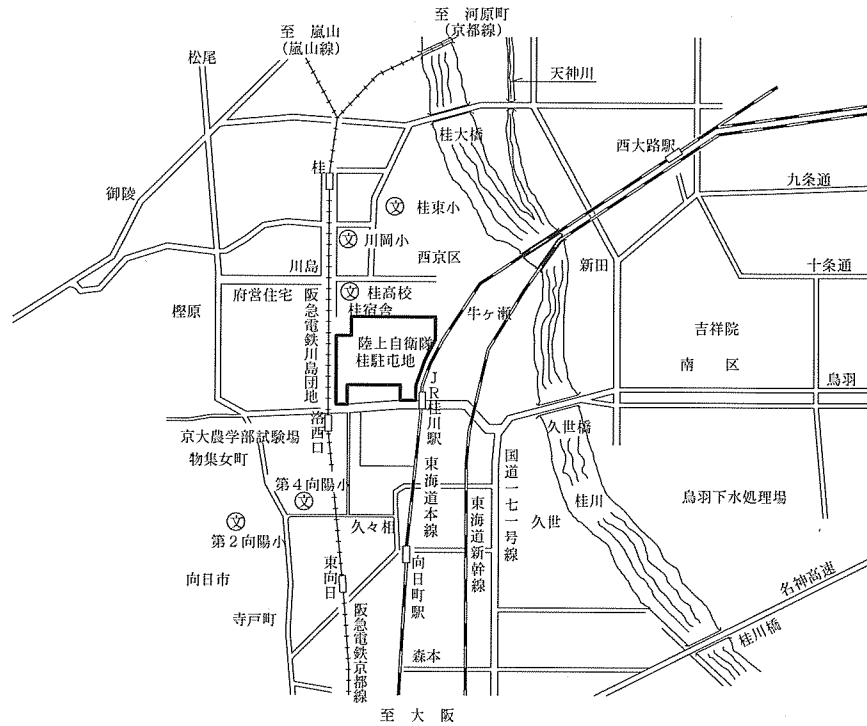 至　河原町
(京都線)
至　嵐山
(嵐山線)
松尾
天神川
桂大橋
西大路駅
桂
御陵
九条通
文
桂東小
文
川岡小
西京区
川島
新田
十条通
府営住宅
文
桂高校
桂宿舎
樫原
牛ヶ瀬
阪急電鉄川島団地
陸上自衛隊
桂駐屯地
吉祥院
南　区
JR桂川駅
鳥羽
洛西口
久世橋
京大農学部試験場
物集女町
東海道本線
国道一七一号線
第4向陽小
文
東海道新幹線
桂川
鳥羽下水処理場
文
第2向陽小
久々相
久世
東向日
向日町駅
向日市
名神高速
寺戸町
阪急電鉄京都線
桂川橋
森本
至　大　阪